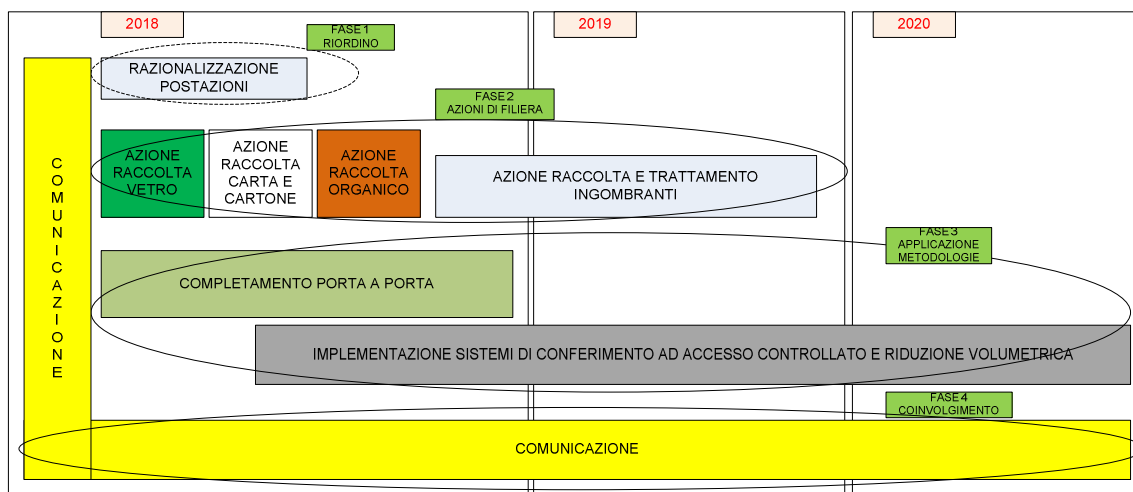 2018
2019
2020
FASE 1
RIORDINO
RAZIONALIZZAZIONE
POSTAZIONI
FASE 2
AZIONI DI FILIERA
AZIONE
RACCOLTA
VETRO
AZIONE
RACCOLTA
CARTA E
CARTONE
AZIONE
RACCOLTA
ORGANICO
AZIONE RACCOLTA E TRATTAMENTO
INGOMBRANTI
COMUNICAZIONE
FASE 3
APPLICAZIONE
METODOLOGIE
COMPLETAMENTO PORTA A PORTA
IMPLEMENTAZIONE SISTEMI DI CONFERIMENTO AD ACCESSO CONTROLLATO E RIDUZIONE VOLUMETRICA
FASE 4
COINVOLGIMENTO
COMUNICAZIONE